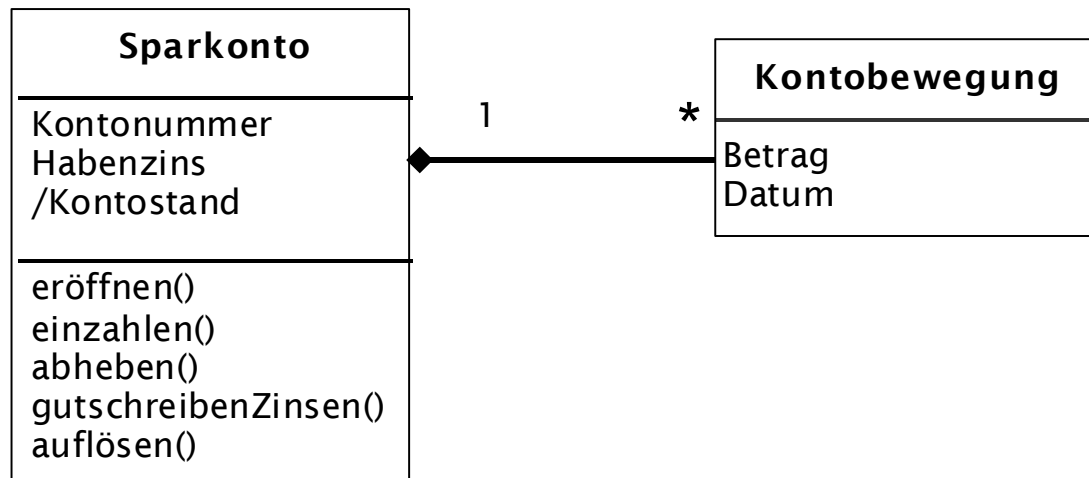 Sparkonto
Kontonummer
Habenzins
/Kontostand
eröffnen()
einzahlen()
abheben()
gutschreibenZinsen()
auflösen()
1
*
Kontobewegung
Betrag
Datum